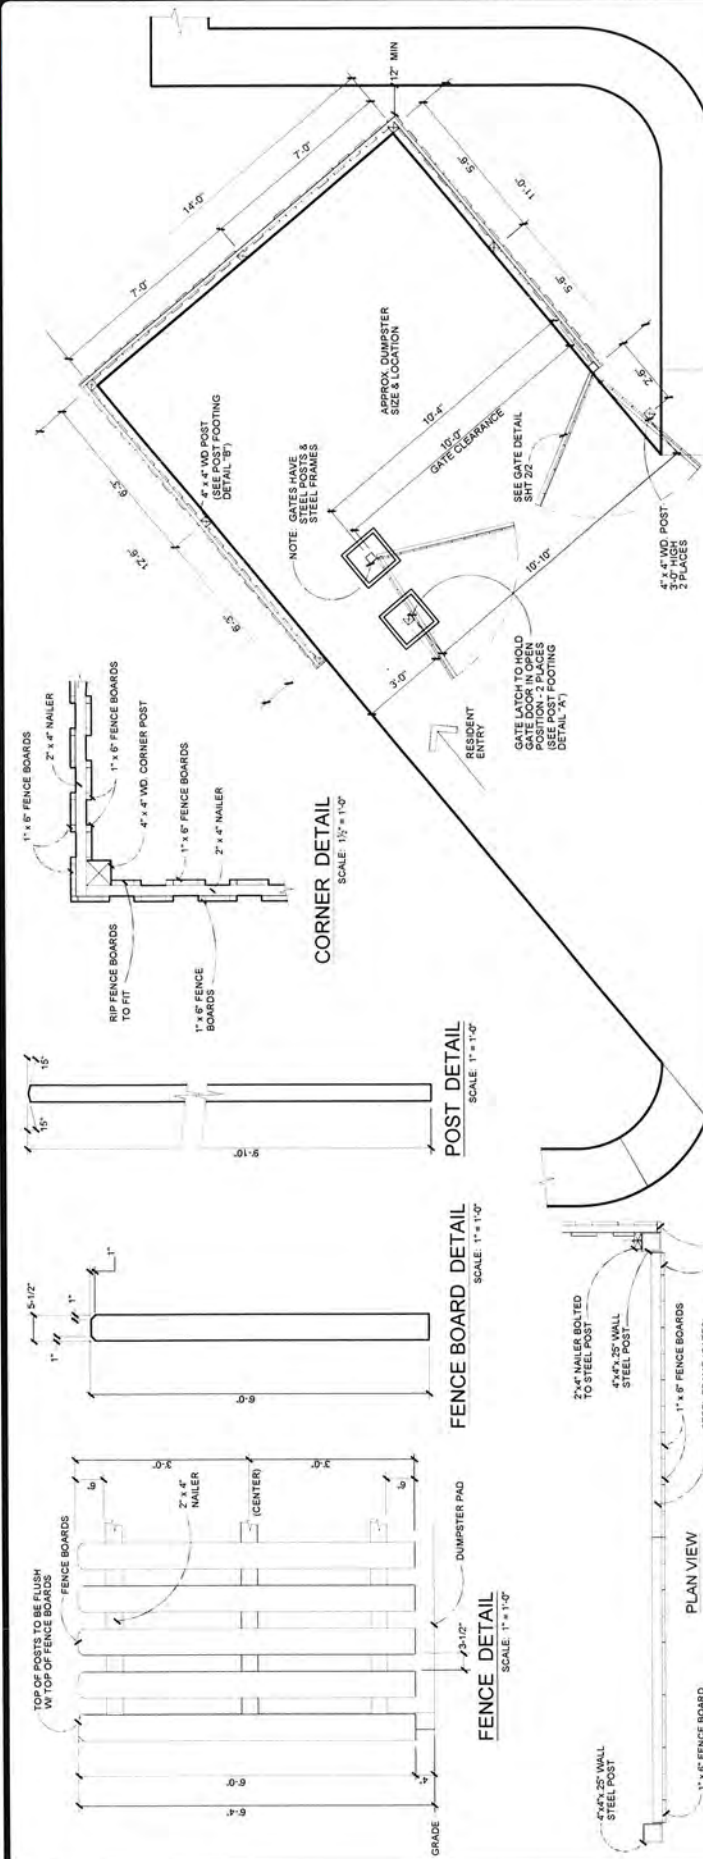 12" MIN
7'-0"
14'-0"
7'-0"
5'-6"
11'-0"
5'-6"
2'-6"
APPROX. DUMPSTER
SIZE & LOCATION
10'-4"
10'-0"
GATE CLEARANCE
SEE GATE DETAIL
SHT 2/2
4" x 4" WD. POST
3'-0" HIGH
2 PLACES
6'-3"
12'-6"
6'-3"
4" x 4" WD POST
(SEE POST FOOTING
DETAIL "B")
NOTE: GATES HAVE
STEEL POSTS &
STEEL FRAMES
10'-10"
3'-0"
RESIDENT
ENTRY
GATE LATCH TO HOLD
GATE DOOR IN OPEN
POSITION - 2 PLACES
(SEE POST FOOTING
DETAIL "A")
1" x 6" FENCE BOARDS
2" x 4" NAILER
1" x 6" FENCE BOARDS
4" x 4" WD. CORNER POST
1" x 6" FENCE BOARDS
2" x 4" NAILER
RIP FENCE BOARDS
TO FIT
1" x 6" FENCE
BOARDS
CORNER DETAIL
SCALE: 1½" = 1'-0"
15°
15°
9'-10"
POST DETAIL
SCALE: 1" = 1'-0"
5-1/2"
1"
1"
1"
6'-0"
FENCE BOARD DETAIL
SCALE: 1" = 1'-0"
TOP OF POSTS TO BE FLUSH
W/ TOP OF FENCE BOARDS
FENCE BOARDS
6"
3'-0"
2" x 4"
NAILER
(CENTER)
3'-0"
6"
DUMPSTER PAD
3-1/2"
6'-0"
4"
6'-4"
GRADE
FENCE DETAIL
SCALE: 1" = 1'-0"
2"x4" NAILER BOLTED
TO STEEL POST
4"x4"x.25" WALL
STEEL POST
1" x 6" FENCE BOARDS
PLAN VIEW
4"x4"x.25" WALL
STEEL POST
1" x 6" FENCE BOARD